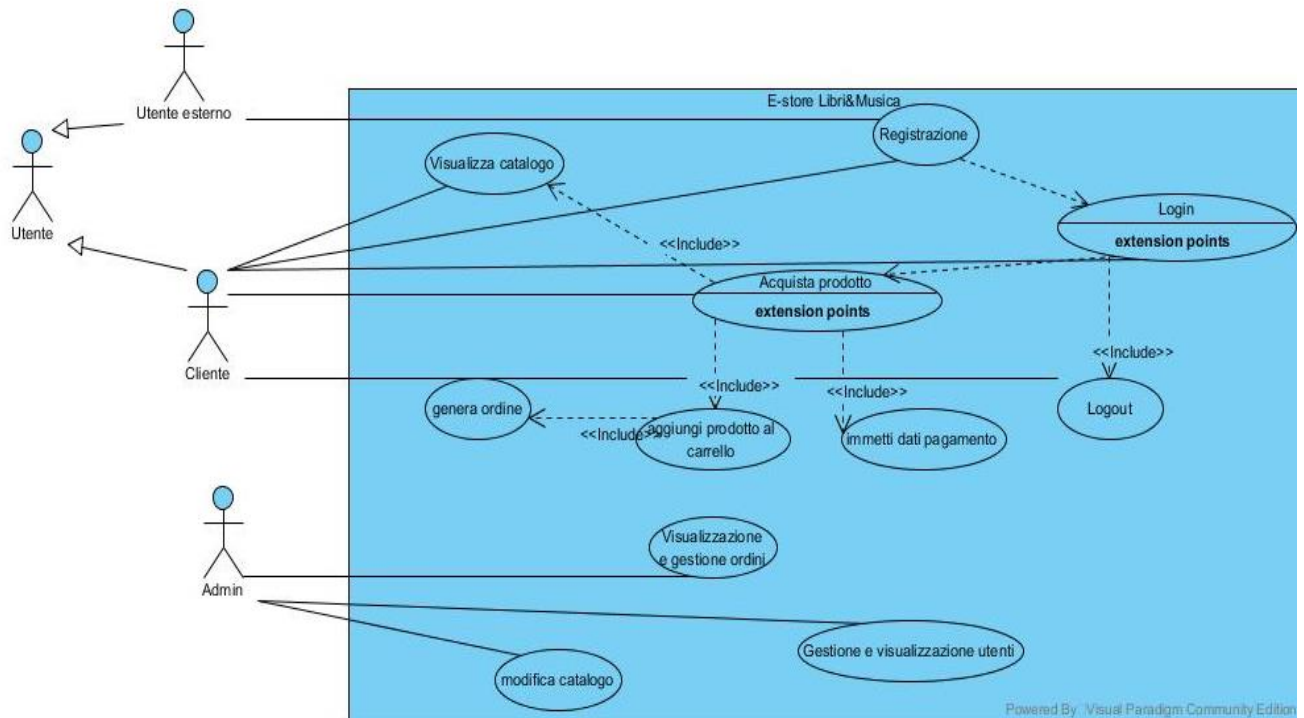 Utente esterno
E-store Libri&Musica
Registrazione
Visualizza catalogo
Utente
Login
extension points
<<Include>>
Acquista prodotto
extension points
Cliente
<<Include>>
<<Include>>
<<Include>>
genera ordine
<<Include>>
aggiungi prodotto al
carrello
immetti dati pagamento
Logout
Visualizzazione
e gestione ordini
Admin
Gestione e visualizzazione utenti
modifica catalogo
Powered By Visual Paradigm Community Edition